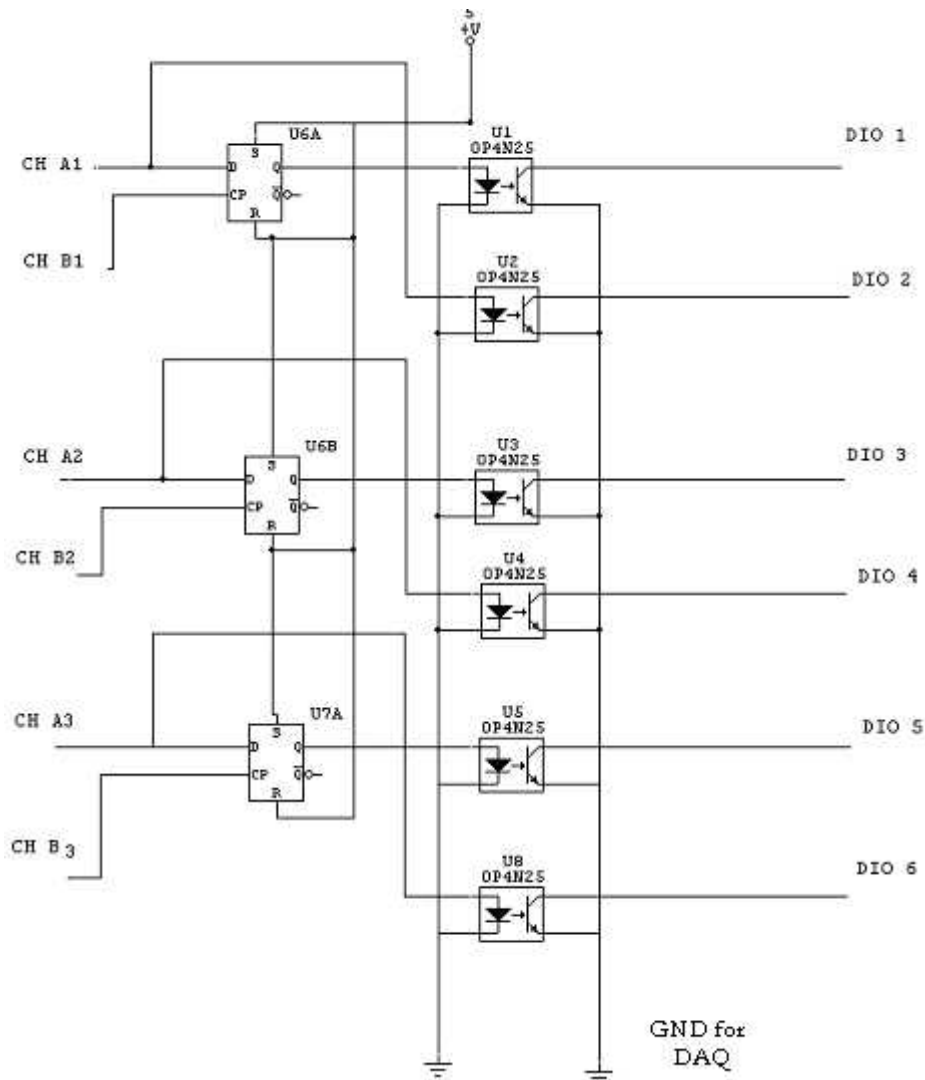 5
+V
U6A
U1
OP4N25
DIO 1
CH A1
S
D
Q
CP
Q
R
CH B1
U2
OP4N25
DIO 2
U6B
U3
OP4N25
DIO 3
CH A2
S
D
Q
CP
Q
R
CH B2
U4
OP4N25
DIO 4
U7A
U5
OP4N25
DIO 5
CH A3
S
D
Q
CP
Q
R
CH B3
U8
OP4N25
DIO 6
GND for
DAQ